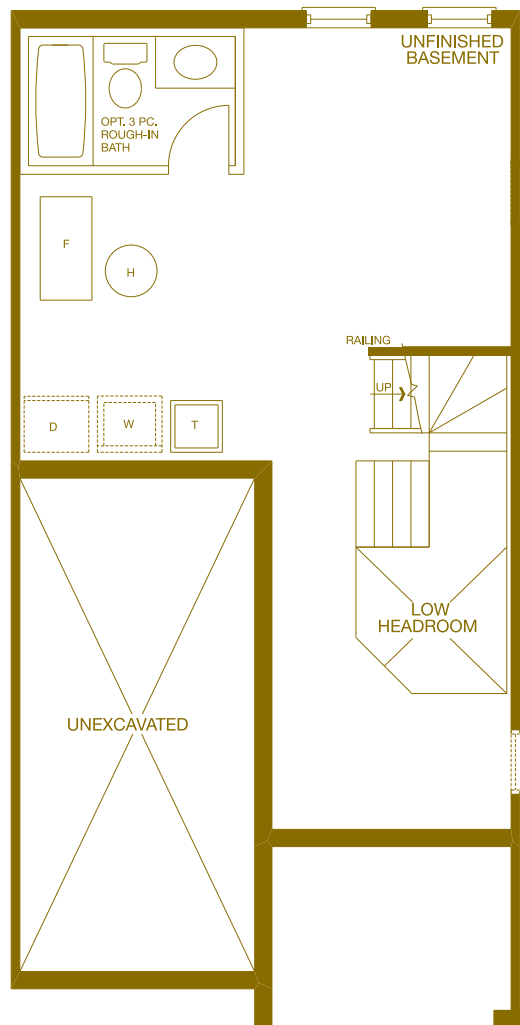 UNFINISHED
BASEMENT
OPT. 3 PC.
ROUGH-IN
BATH
F
H
RAILING
UP
D
W
T
LOW
HEADROOM
UNEXCAVATED